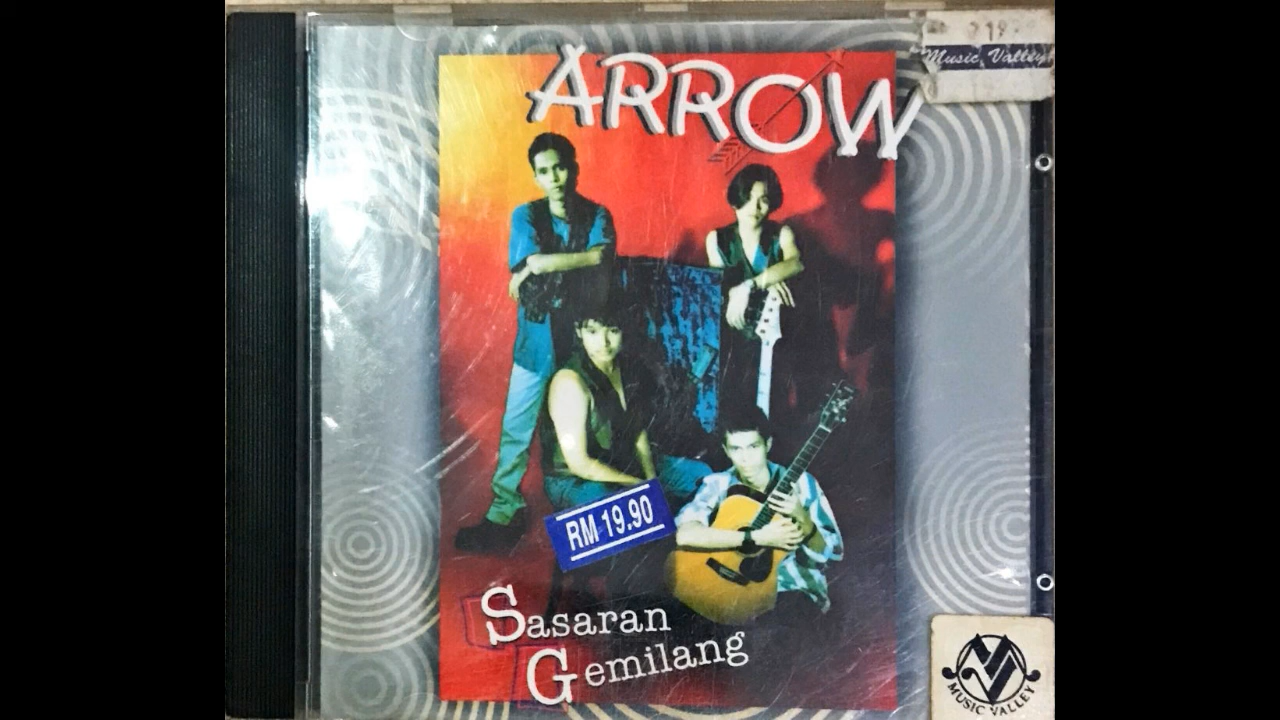 Music Valley
ARROW
RM 19.90
Sasaran
Gemilang
MUSIC VALLEY